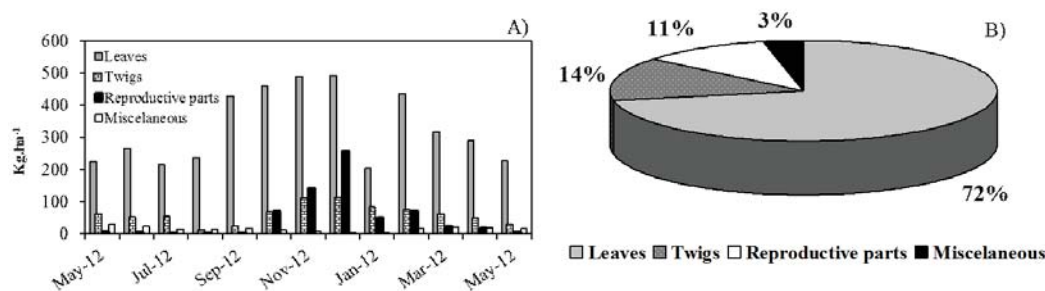 A)
600
500
400
300
200
100
0
Kg.ha⁻¹
Leaves
Twigs
Reproductive parts
Miscelaneous
May-12
Jul-12
Sep-12
Nov-12
Jan-12
Mar-12
May-12
B)
3%
11%
14%
72%
Leaves Twigs Reproductive parts Miscelaneous